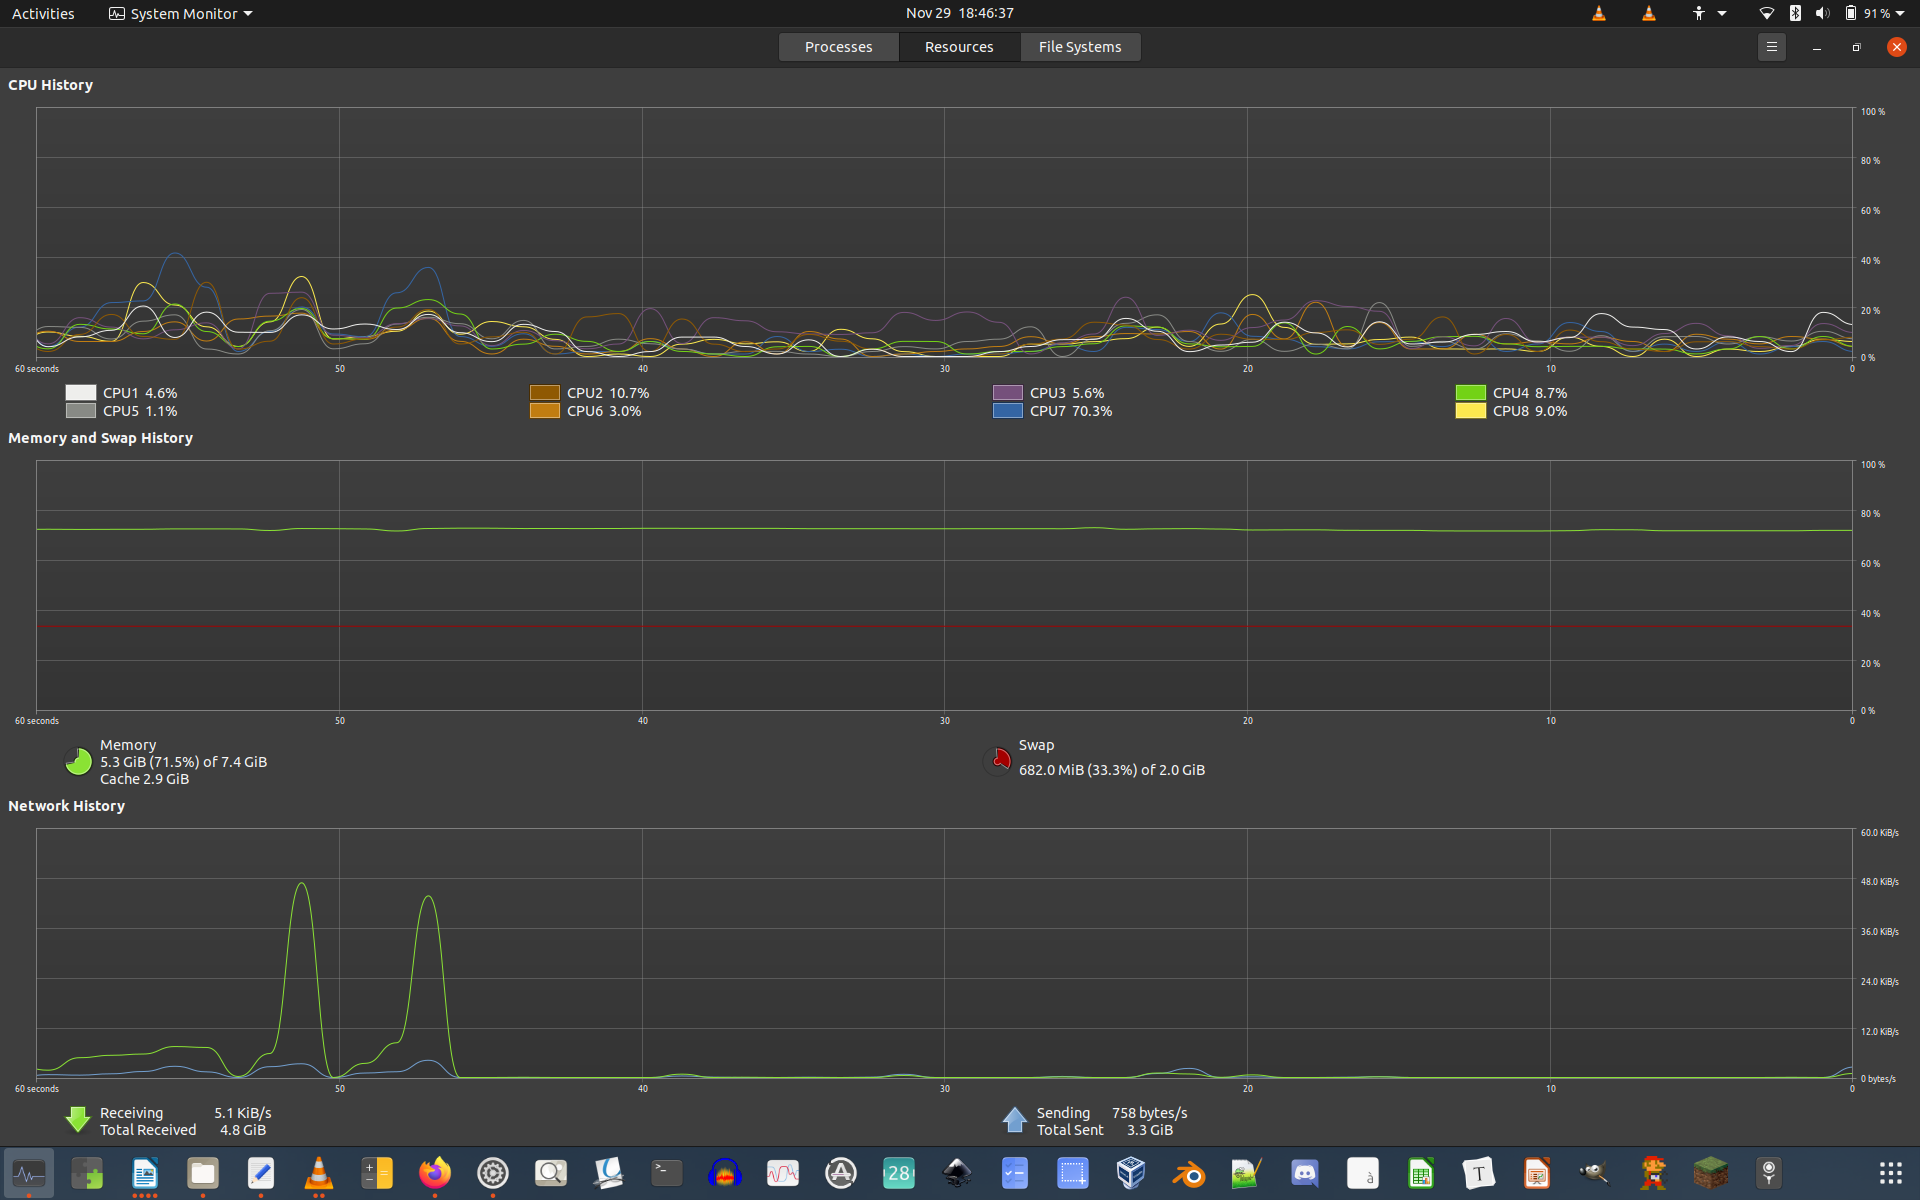 Activities System Monitor Nov 29 18:46:37 91 %
Processes Resources File Systems
CPU History
100 %
80 %
60 %
40 %
20 %
0 %
60 seconds 50 40 30 20 10 0
CPU1 4.6% CPU2 10.7% CPU3 5.6% CPU4 8.7%
CPU5 1.1% CPU6 3.0% CPU7 70.3% CPU8 9.0%
Memory and Swap History
100 %
80 %
60 %
40 %
20 %
0 %
60 seconds 50 40 30 20 10 0
Memory
5.3 GiB (71.5%) of 7.4 GiB
Cache 2.9 GiB
Swap
682.0 MiB (33.3%) of 2.0 GiB
Network History
60.0 KiB/s
48.0 KiB/s
36.0 KiB/s
24.0 KiB/s
12.0 KiB/s
0 bytes/s
60 seconds 50 40 30 20 10 0
Receiving 5.1 KiB/s
Total Received 4.8 GiB
Sending 758 bytes/s
Total Sent 3.3 GiB
28 à T